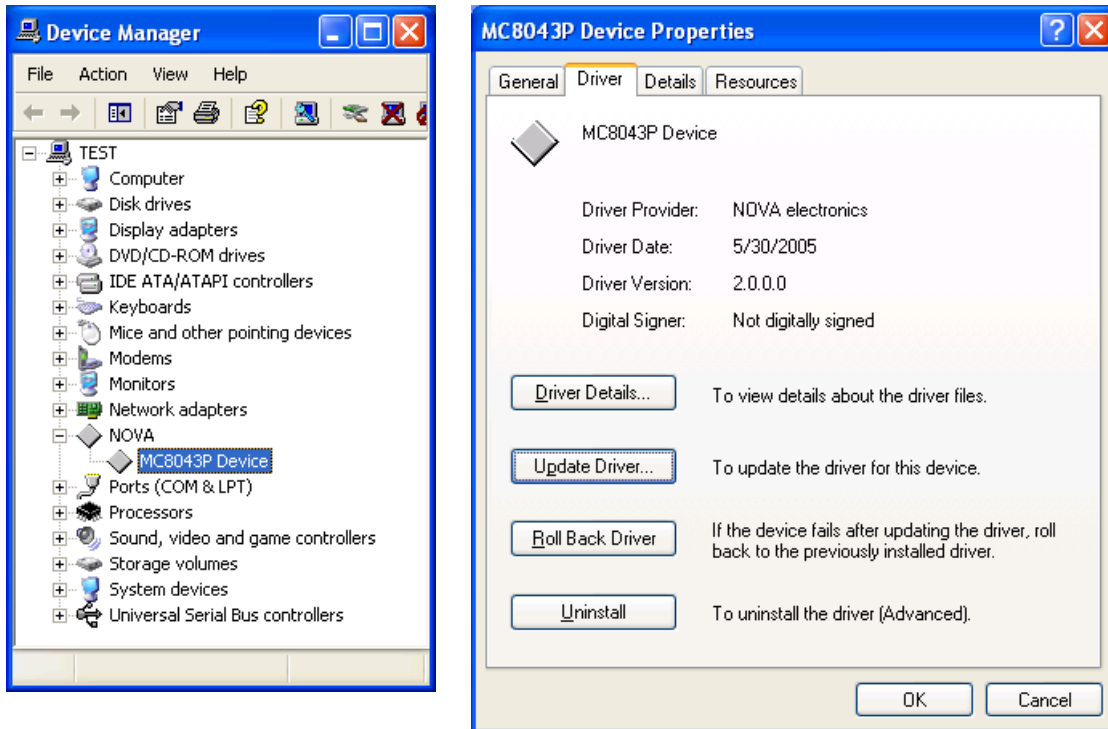 Device Manager
File Action View Help
TEST
Computer
Disk drives
Display adapters
DVD/CD-ROM drives
IDE ATA/ATAPI controllers
Keyboards
Mice and other pointing devices
Modems
Monitors
Network adapters
NOVA
MC8043P Device
Ports (COM & LPT)
Processors
Sound, video and game controllers
Storage volumes
System devices
Universal Serial Bus controllers
MC8043P Device Properties
General Driver Details Resources
MC8043P Device
Driver Provider: NOVA electronics
Driver Date: 5/30/2005
Driver Version: 2.0.0.0
Digital Signer: Not digitally signed
Driver Details... To view details about the driver files.
Update Driver... To update the driver for this device.
Roll Back Driver If the device fails after updating the driver, roll
back to the previously installed driver.
Uninstall To uninstall the driver (Advanced).
OK Cancel